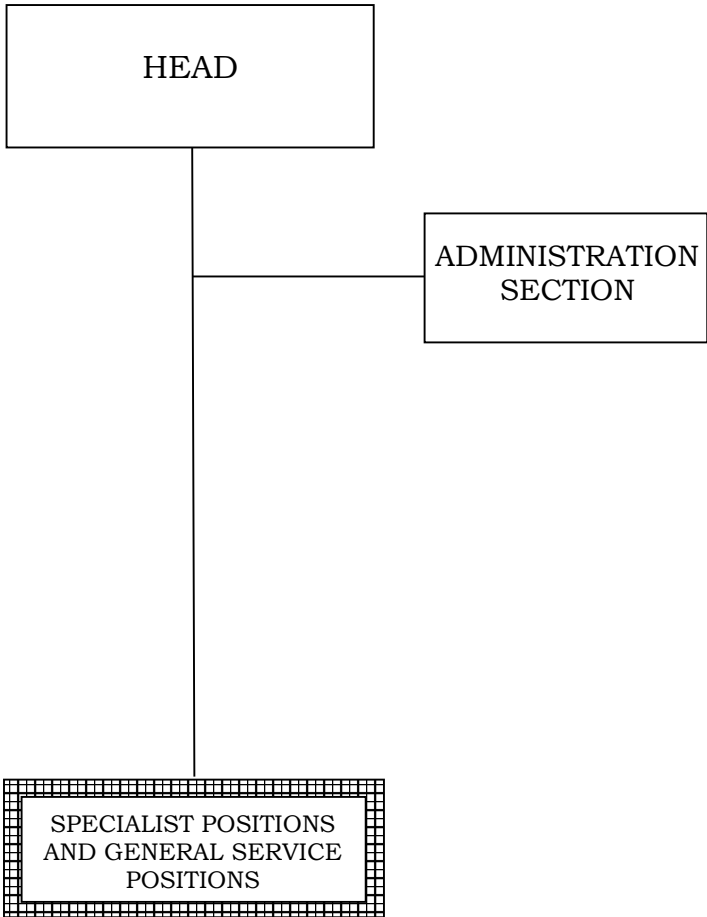 HEAD
ADMINISTRATION
SECTION
SPECIALIST POSITIONS
AND GENERAL SERVICE
POSITIONS